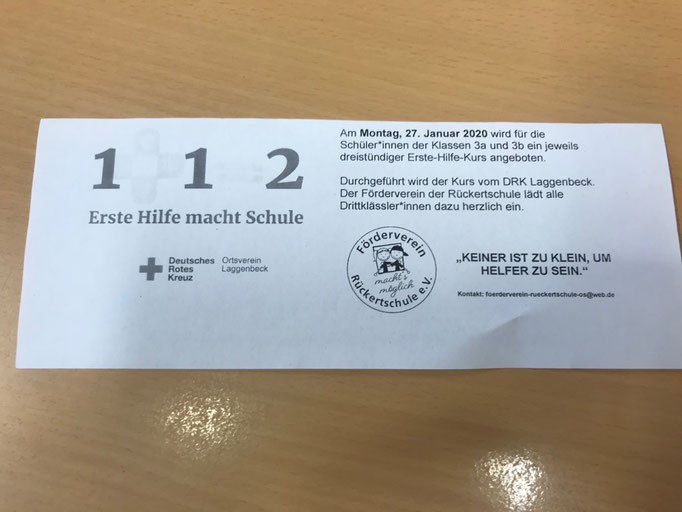 1 1 2
Erste Hilfe macht Schule
Deutsches
Rotes
Kreuz
Ortsverein
Laggenbeck
Am Montag, 27. Januar 2020 wird für die
Schüler*innen der Klassen 3a und 3b ein jeweils
dreistündiger Erste-Hilfe-Kurs angeboten.
Durchgeführt wird der Kurs vom DRK Laggenbeck.
Der Förderverein der Rückertschule lädt alle
Drittklässler*innen dazu herzlich ein.
Förderverein
macht's
möglich
Rückertschule e.V.
„KEINER IST ZU KLEIN, UM
HELFER ZU SEIN.“
Kontakt: foerderverein-rueckertschule-os@web.de